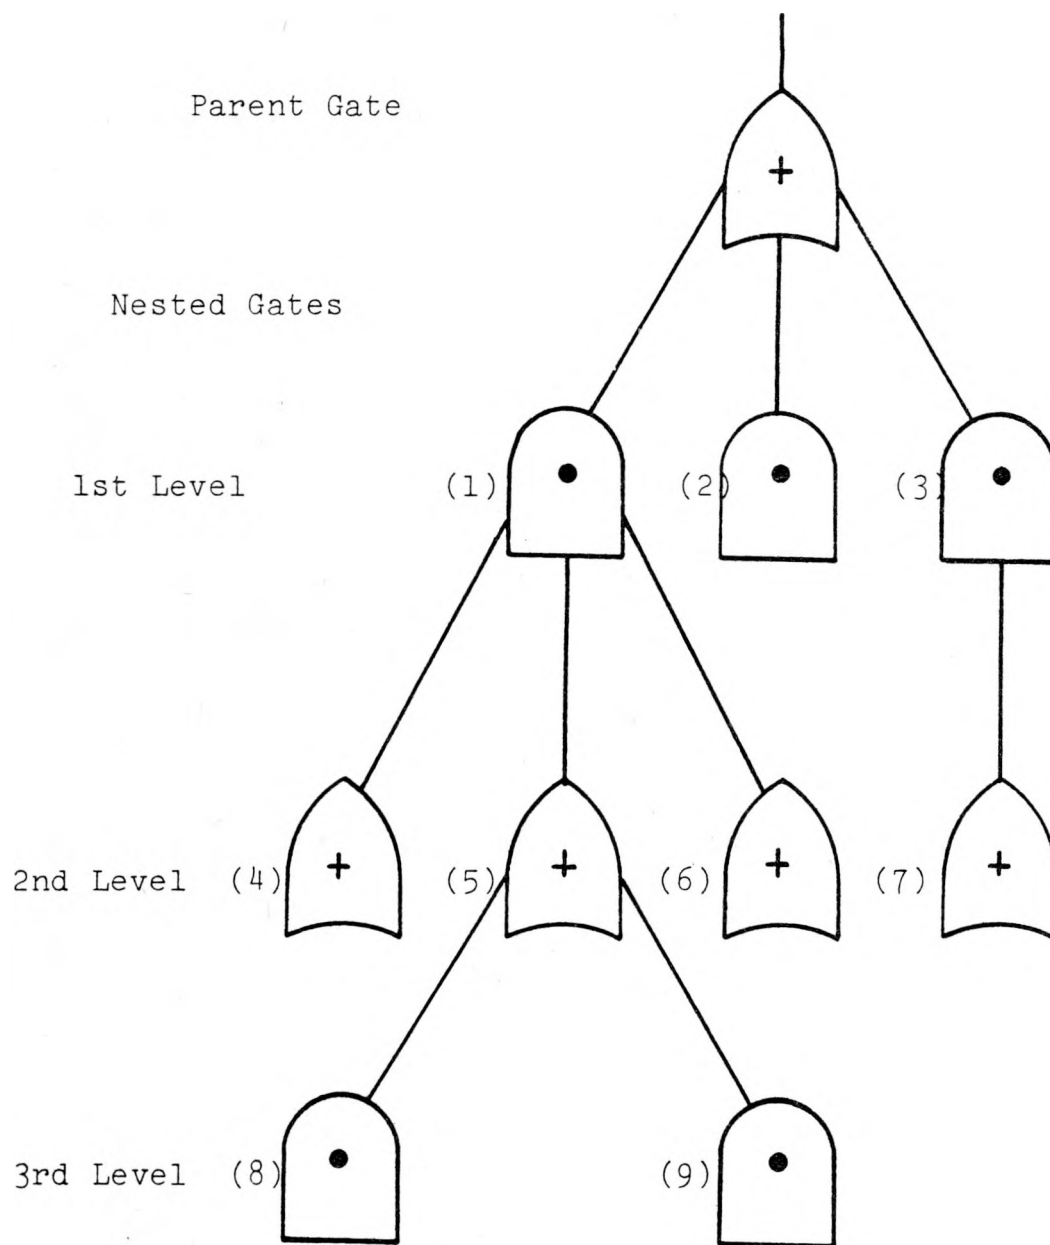 Parent Gate
+
Nested Gates
1st Level (1) (2) (3)
2nd Level (4) + (5) + (6) + (7) +
3rd Level (8) (9)